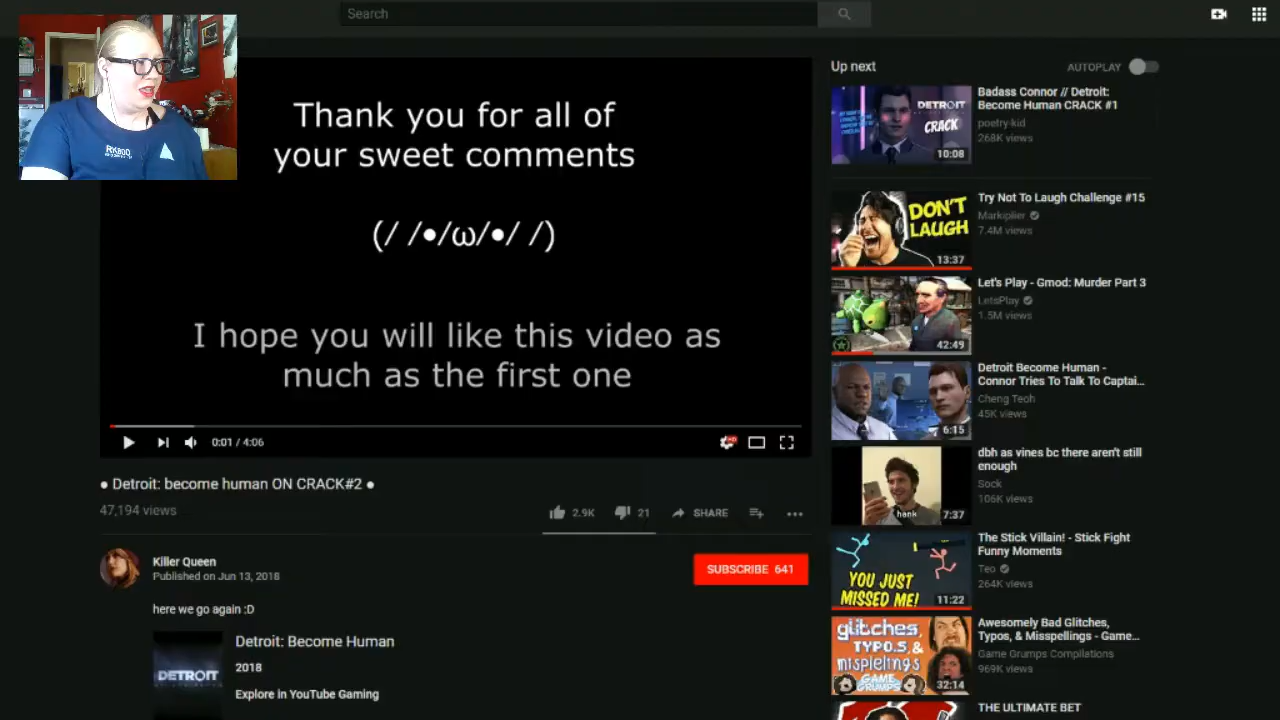 Search
RK800
Thank you for all of
your sweet comments
(/ /•/ω/•/ /)
I hope you will like this video as
much as the first one
0:01 / 4:06
● Detroit: become human ON CRACK#2 ●
47,194 views
2.9K
21
SHARE
Killer Queen
Published on Jun 13, 2018
SUBSCRIBE 641
here we go again :D
DETROIT
Detroit: Become Human
2018
Explore in YouTube Gaming
Up next
AUTOPLAY
DETROIT
CRACK
10:08
Badass Connor // Detroit:
Become Human CRACK #1
poetry-kid
268K views
DON'T
LAUGH
13:37
Try Not To Laugh Challenge #15
Markiplier
7.4M views
42:49
Let's Play - Gmod: Murder Part 3
LetsPlay
1.5M views
6:15
Detroit Become Human -
Connor Tries To Talk To Captai...
Cheng Teoh
45K views
hank
7:37
dbh as vines bc there aren't still
enough
Sock
106K views
YOU JUST
MISSED ME!
11:22
The Stick Villain! - Stick Fight
Funny Moments
Teo
264K views
glitches,
TYPO.S, &
mispelings
GAME
GRUMPS
32:14
Awesomely Bad Glitches,
Typos, & Misspellings - Game...
Game Grumps Compilations
969K views
THE ULTIMATE BET